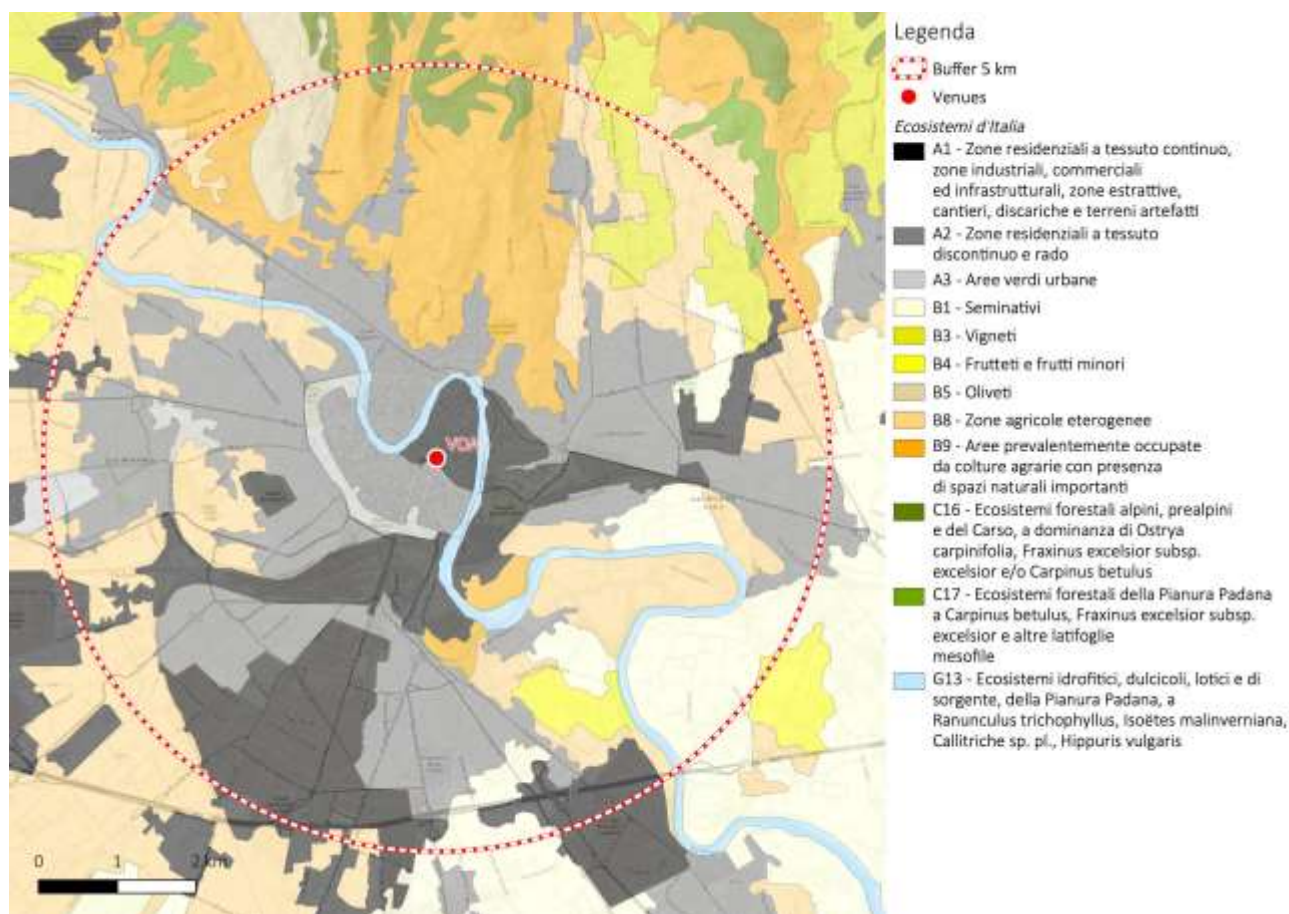 Legenda
Buffer 5 km
Venues
Ecosistemi d'Italia
A1 - Zone residenziali a tessuto continuo,
zone industriali, commerciali
ed infrastrutturali, zone estrattive,
cantieri, discariche e terreni artefatti
A2 - Zone residenziali a tessuto
discontinuo e rado
A3 - Aree verdi urbane
B1 - Seminativi
B3 - Vigneti
B4 - Frutteti e frutti minori
B5 - Oliveti
B8 - Zone agricole eterogenee
B9 - Aree prevalentemente occupate
da colture agrarie con presenza
di spazi naturali importanti
C16 - Ecosistemi forestali alpini, prealpini
e del Carso, a dominanza di Ostrya
carpinifolia, Fraxinus excelsior subsp.
excelsior e/o Carpinus betulus
C17 - Ecosistemi forestali della Pianura Padana
a Carpinus betulus, Fraxinus excelsior subsp.
excelsior e altre latifoglie
mesofile
G13 - Ecosistemi idrofitici, dulcicoli, lotici e di
sorgente, della Pianura Padana, a
Ranunculus trichophyllus, Isoëtes malinverniana,
Callitriche sp. pl., Hippuris vulgaris
0 1 2 km